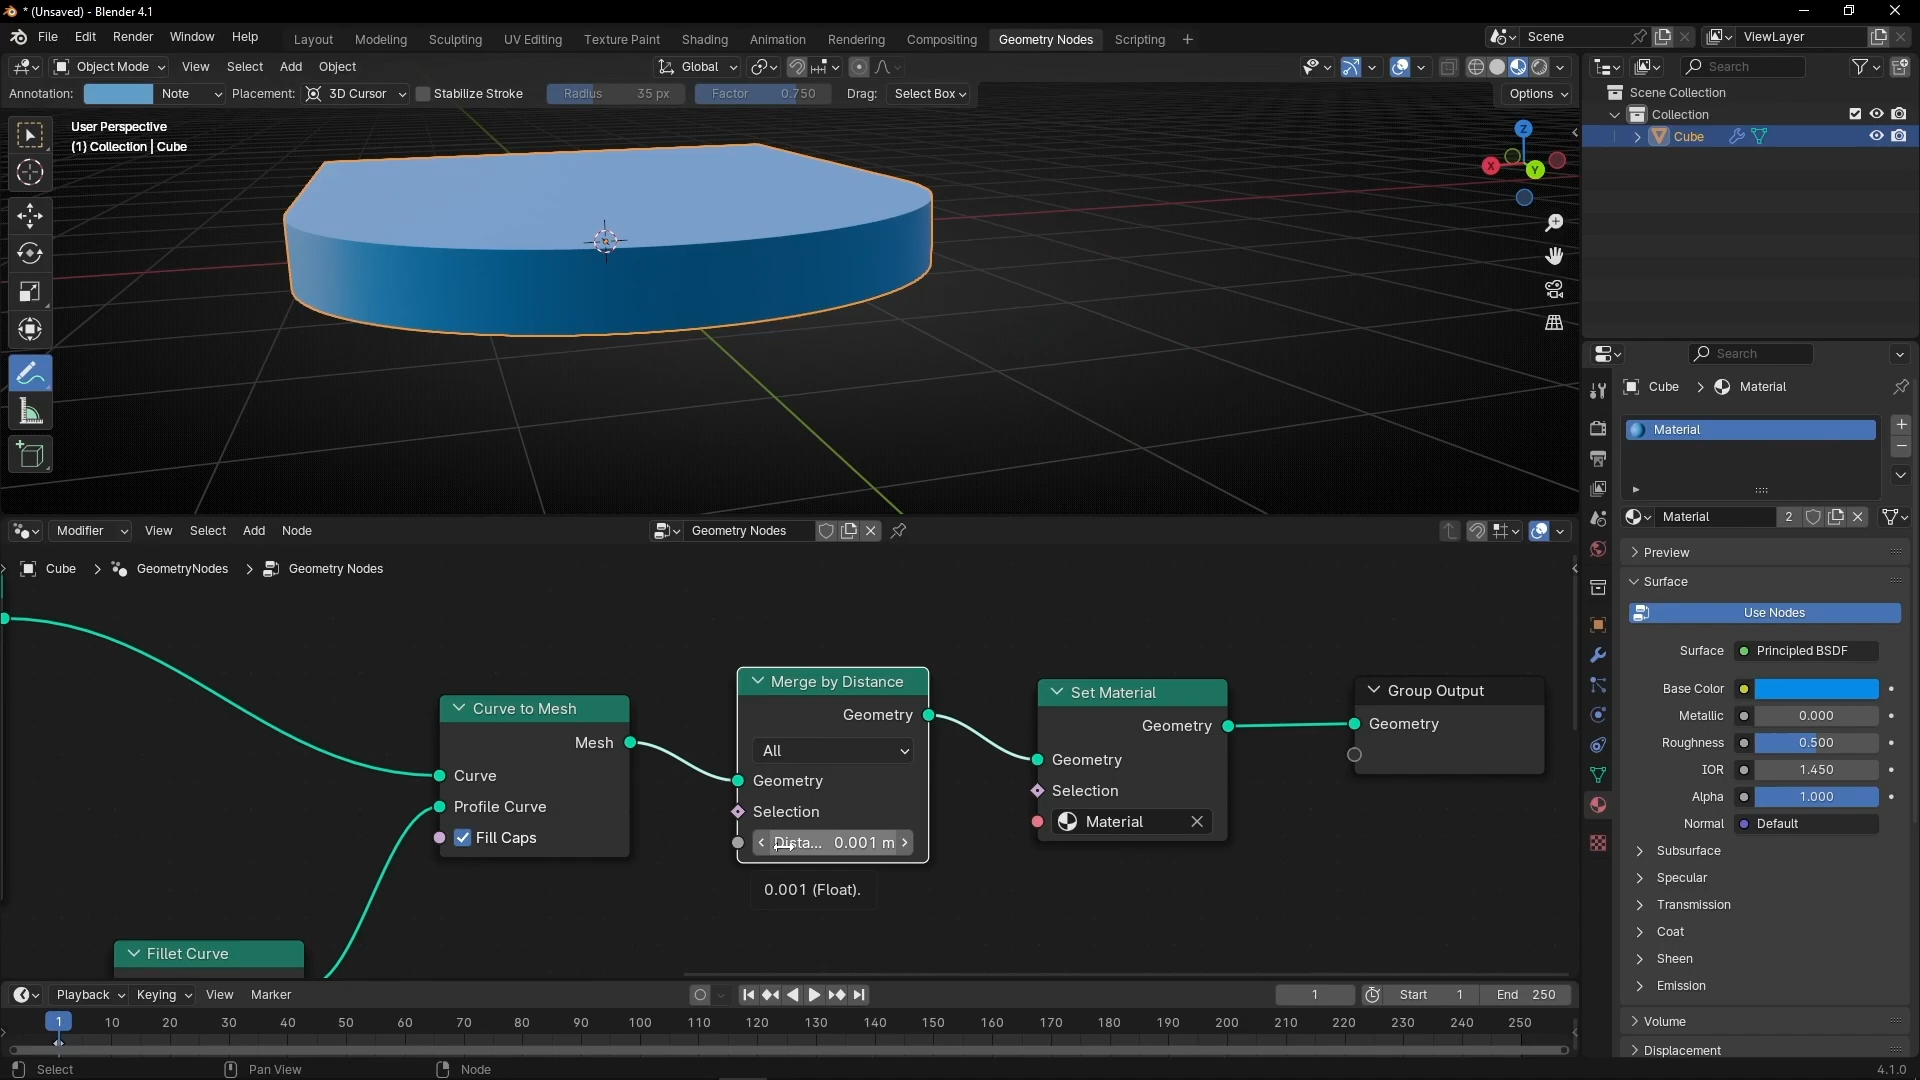 * (Unsaved) - Blender 4.1
File Edit Render Window Help Layout Modeling Sculpting UV Editing Texture Paint Shading Animation Rendering Compositing Geometry Nodes Scripting + Scene ViewLayer
Object Mode View Select Add Object Global Search
Annotation: Note Placement: 3D Cursor Stabilize Stroke Radius 35 px Factor 0.750 Drag: Select Box Options
Scene Collection
Collection
Cube
User Perspective
(1) Collection | Cube
Z
X
Y
Search
Cube > Material
Material
Material 2
Preview
Surface
Use Nodes
Surface Principled BSDF
Base Color
Metallic 0.000
Roughness 0.500
IOR 1.450
Alpha 1.000
Normal Default
Subsurface
Specular
Transmission
Coat
Sheen
Emission
Volume
Displacement
Modifier View Select Add Node Geometry Nodes
Cube > GeometryNodes > Geometry Nodes
Curve to Mesh
Mesh
Curve
Profile Curve
Fill Caps
Merge by Distance
Geometry
All
Geometry
Selection
Dista... 0.001 m
0.001 (Float).
Set Material
Geometry
Geometry
Selection
Material
Group Output
Geometry
Fillet Curve
Playback Keying View Marker 1 Start 1 End 250
1 10 20 30 40 50 60 70 80 90 100 110 120 130 140 150 160 170 180 190 200 210 220 230 240 250
Select Pan View Node 4.1.0